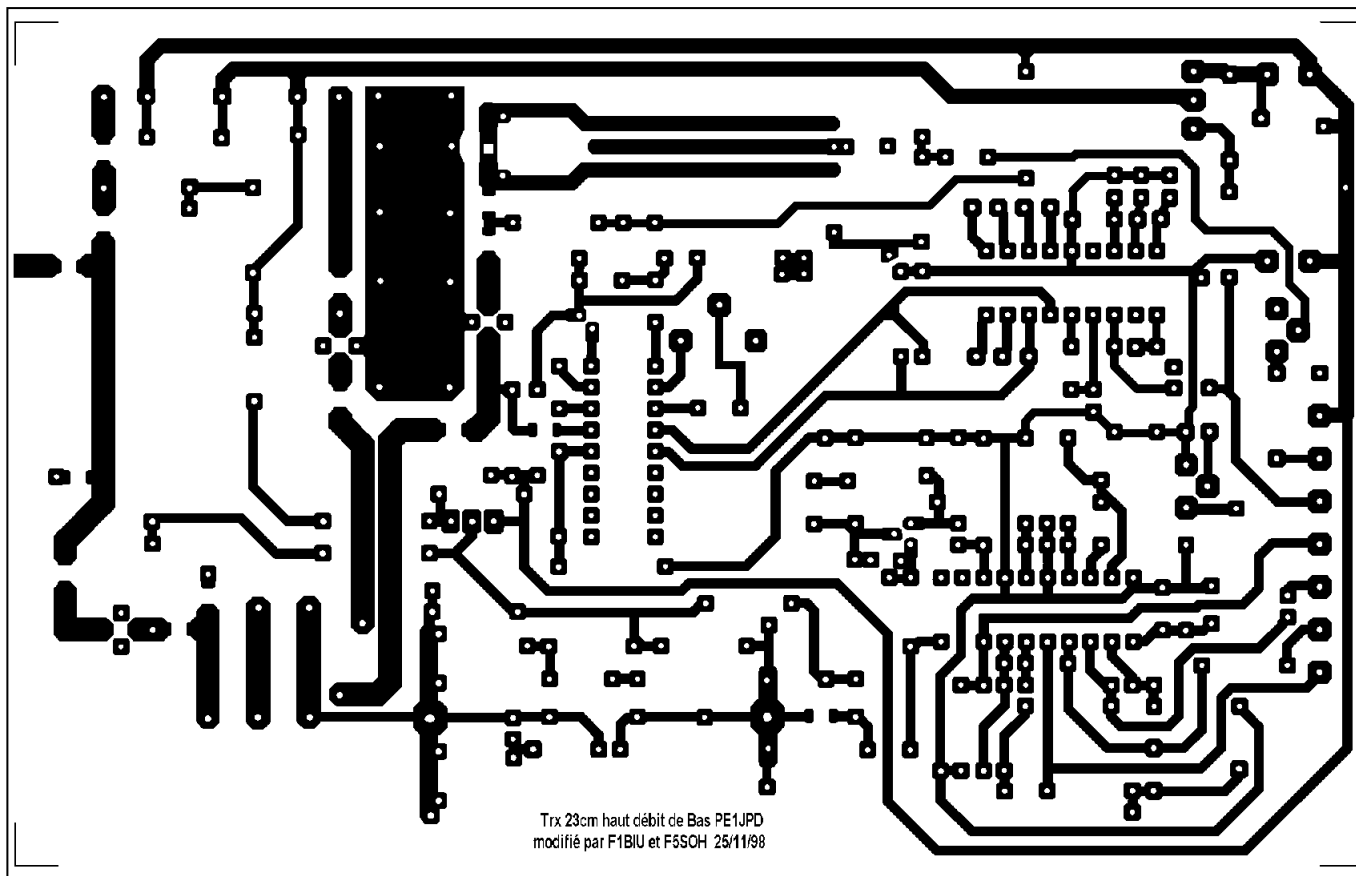 Trx 23cm haut débit de Bas PE1JPD
modifié par F1BIU et F5SOH 25/11/98